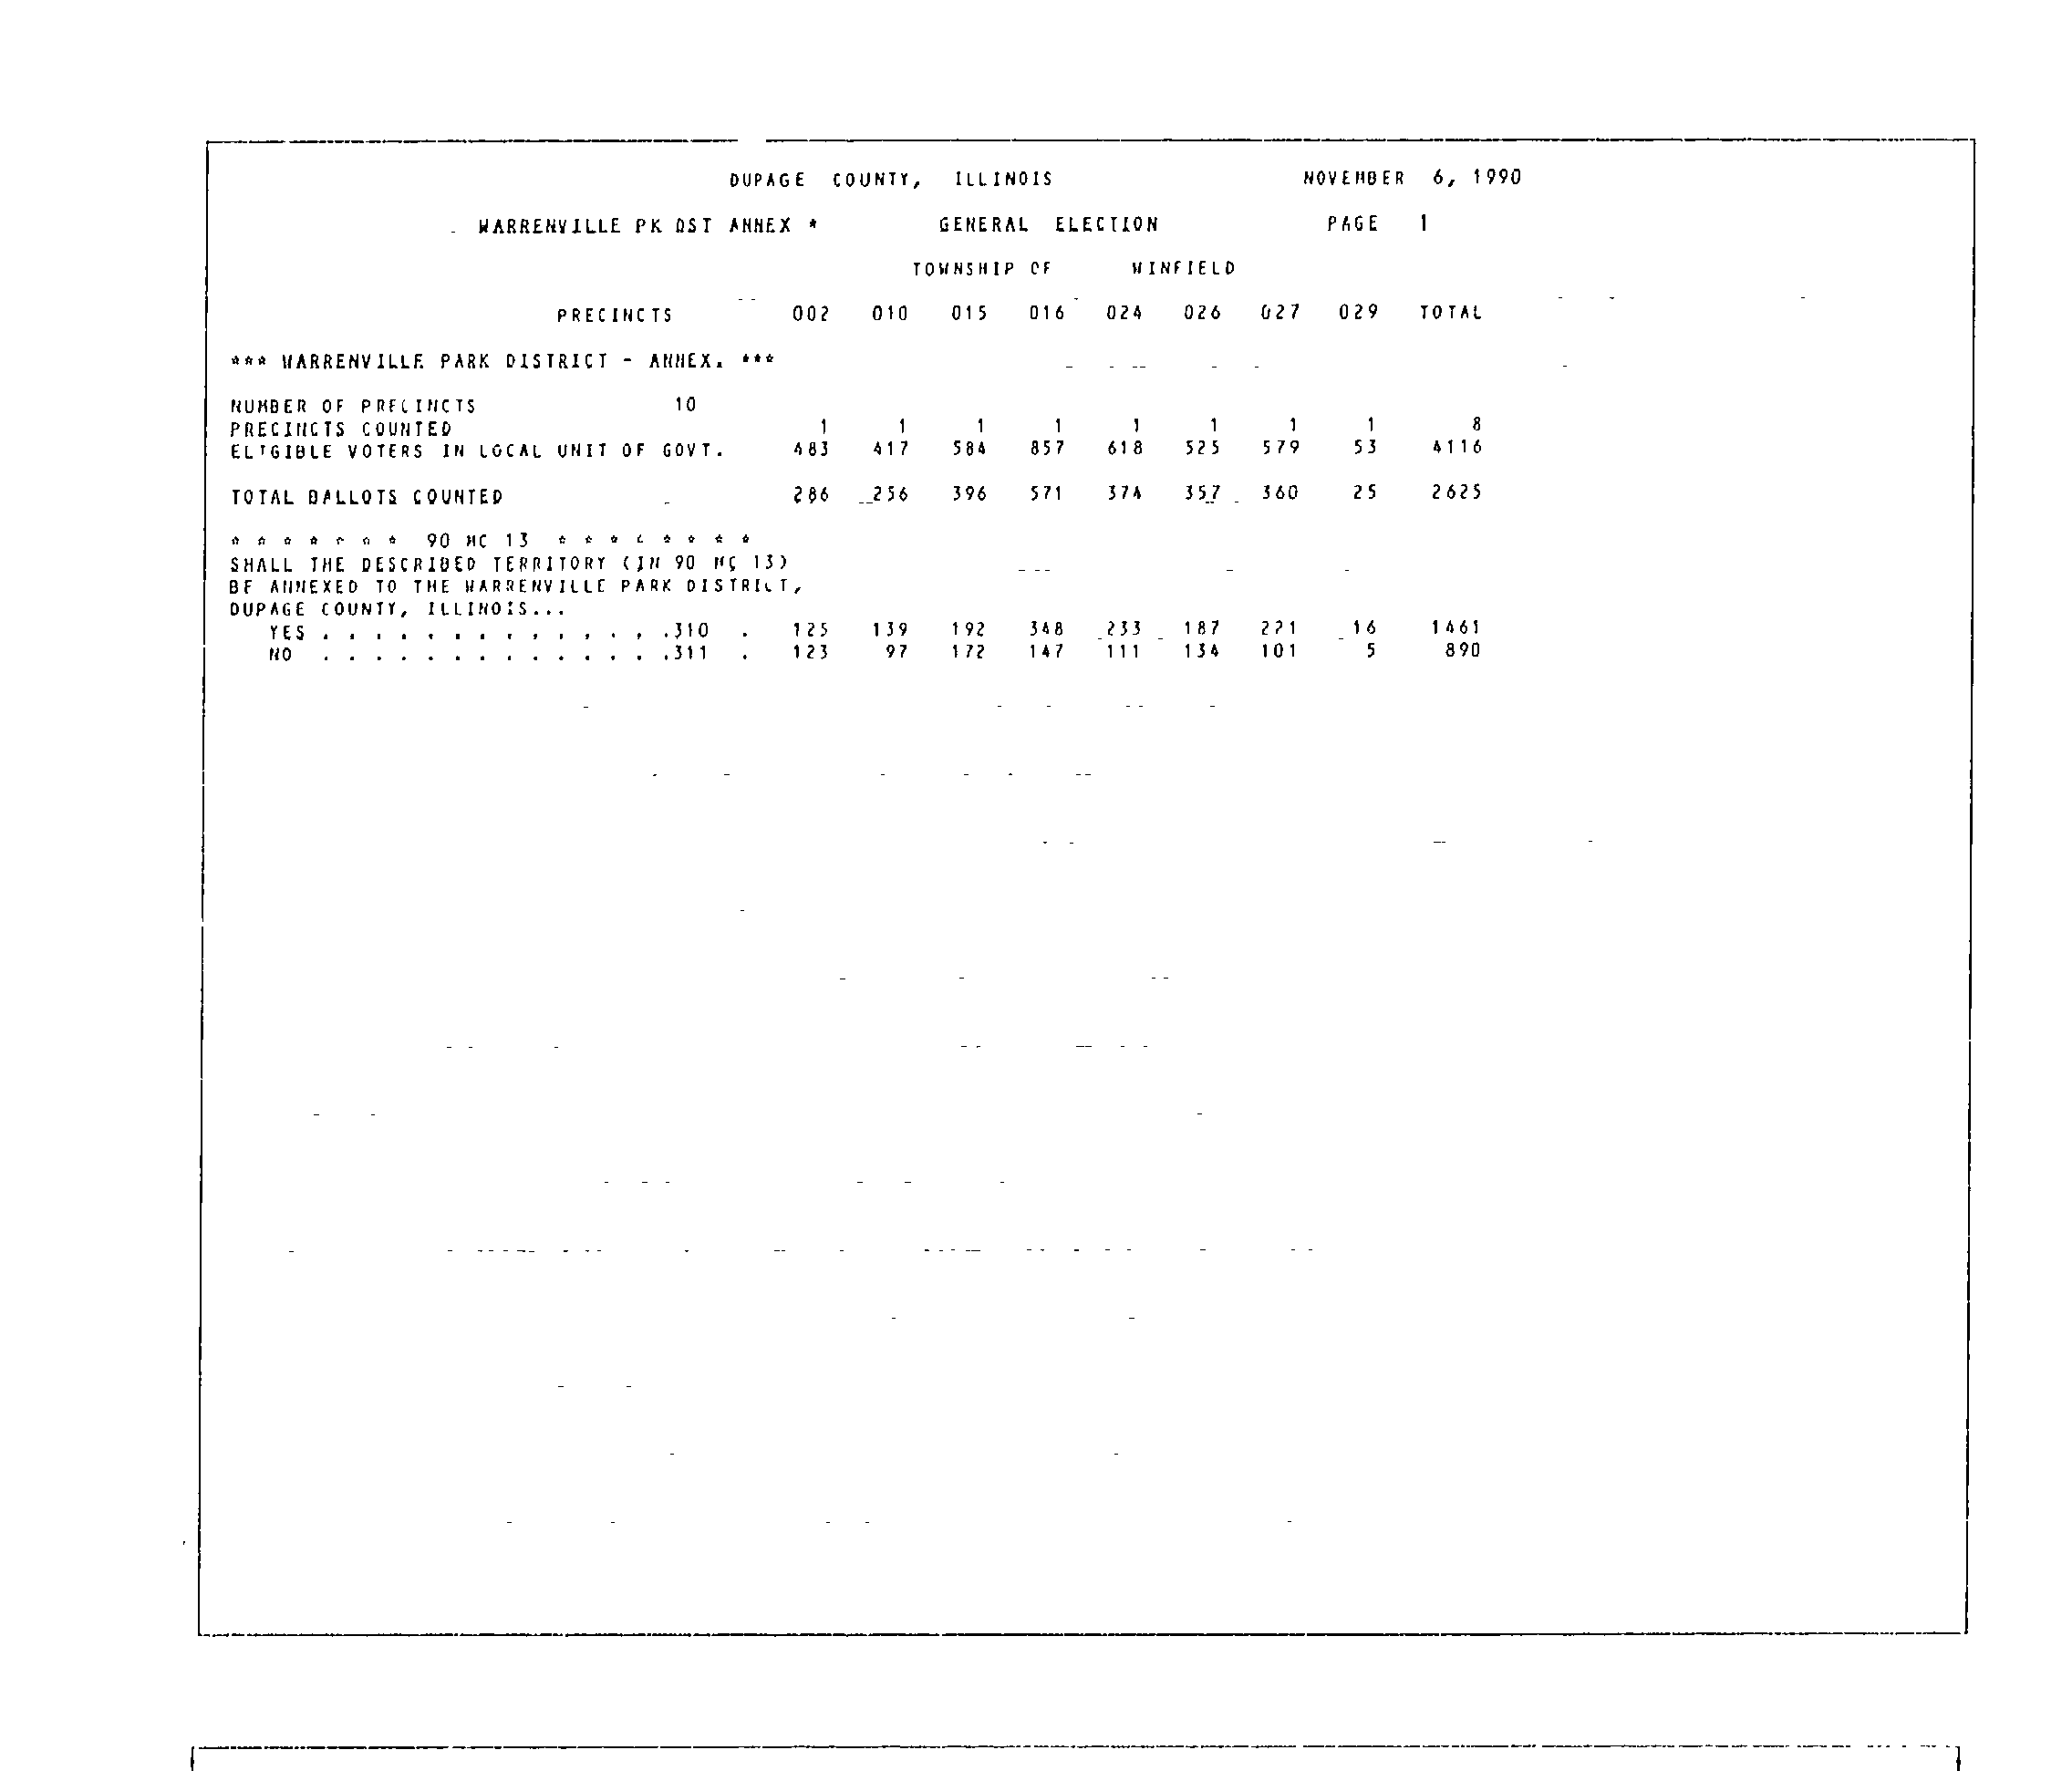 DUPAGE COUNTY, ILLINOIS NOVEMBER 6, 1990
WARRENVILLE PK DST ANNEX * GENERAL ELECTION PAGE 1
TOWNSHIP OF WINFIELD
PRECINCTS 002 010 015 016 024 026 027 029 TOTAL
*** WARRENVILLE PARK DISTRICT - ANNEX. ***
NUMBER OF PRECINCTS 10
PRECINCTS COUNTED 1 1 1 1 1 1 1 1 8
ELIGIBLE VOTERS IN LOCAL UNIT OF GOVT. 483 417 584 857 618 525 579 53 4116
TOTAL BALLOTS COUNTED 286 256 396 571 374 357 360 25 2625
* * * * * * * 90 MC 13 * * * * * * * *
SHALL THE DESCRIBED TERRITORY (IN 90 MC 13)
BE ANNEXED TO THE WARRENVILLE PARK DISTRICT,
DUPAGE COUNTY, ILLINOIS...
YES . . . . . . . . . . . . . .310 . 125 139 192 348 233 187 221 16 1461
NO . . . . . . . . . . . . . .311 . 123 97 172 147 111 134 101 5 890